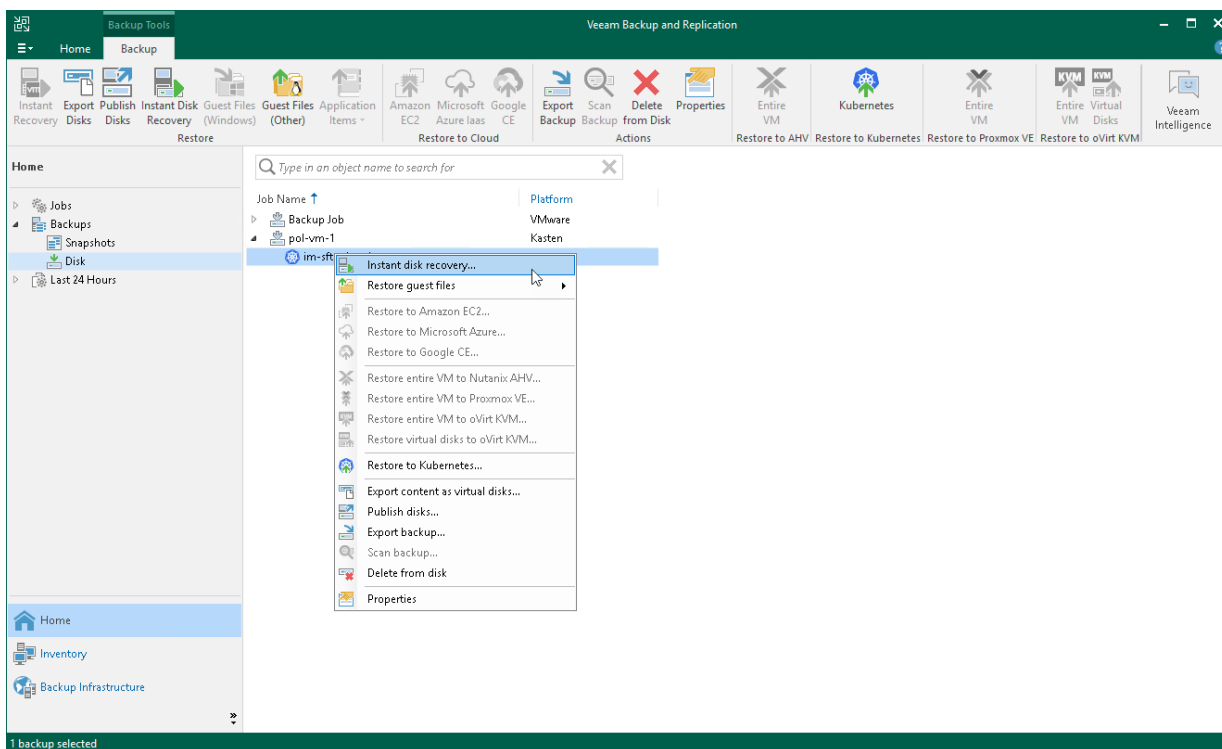 Backup Tools
Veeam Backup and Replication
Home Backup
Instant Recovery
Export Disks
Publish Disks
Instant Disk Recovery
Guest Files (Windows)
Guest Files (Other)
Application Items
Amazon EC2
Microsoft Azure Iaas
Google CE
Export Backup
Scan Backup
Delete from Disk
Properties
Entire VM
Kubernetes
Entire VM
Entire VM
Virtual Disks
Veeam Intelligence
Restore
Restore to Cloud
Actions
Restore to AHV
Restore to Kubernetes
Restore to Proxmox VE
Restore to oVirt KVM
Home
Jobs
Backups
Snapshots
Disk
Last 24 Hours
Type in an object name to search for
Job Name Platform
Backup Job VMware
pol-vm-1 Kasten
im-sft
Instant disk recovery...
Restore guest files
Restore to Amazon EC2...
Restore to Microsoft Azure...
Restore to Google CE...
Restore entire VM to Nutanix AHV...
Restore entire VM to Proxmox VE...
Restore entire VM to oVirt KVM...
Restore virtual disks to oVirt KVM...
Restore to Kubernetes...
Export content as virtual disks...
Publish disks...
Export backup...
Scan backup...
Delete from disk
Properties
Home
Inventory
Backup Infrastructure
1 backup selected